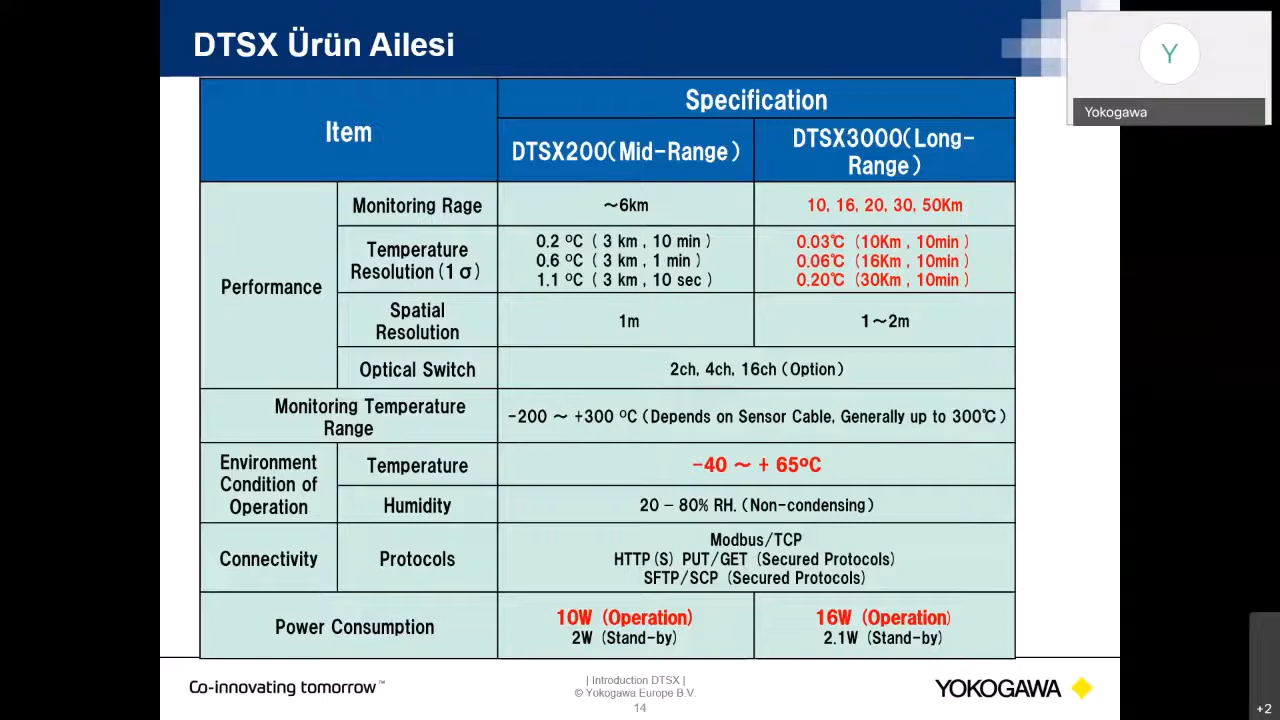 DTSX Ürün Ailesi
Y
Yokogawa
Item
Specification
DTSX200(Mid-Range)
DTSX3000(Long-
Range)
Performance
Monitoring Rage
~6km
10, 16, 20, 30, 50Km
Temperature
Resolution(1σ)
0.2 ºC ( 3 km , 10 min )
0.6 ºC ( 3 km , 1 min )
1.1 ºC ( 3 km , 10 sec )
0.03℃ (10Km , 10min )
0.06℃ (16Km , 10min )
0.20℃ (30Km , 10min )
Spatial
Resolution
1m
1~2m
Optical Switch
2ch, 4ch, 16ch (Option)
Monitoring Temperature
Range
-200 ~ +300 ºC (Depends on Sensor Cable, Generally up to 300℃)
Environment
Condition of
Operation
Temperature
-40 ~ + 65ºC
Humidity
20 – 80% RH. (Non-condensing)
Connectivity
Protocols
Modbus/TCP
HTTP(S) PUT/GET (Secured Protocols)
SFTP/SCP (Secured Protocols)
Power Consumption
10W (Operation)
2W (Stand-by)
16W (Operation)
2.1W (Stand-by)
Co-innovating tomorrow™
| Introduction DTSX |
© Yokogawa Europe B.V.
14
YOKOGAWA
+2